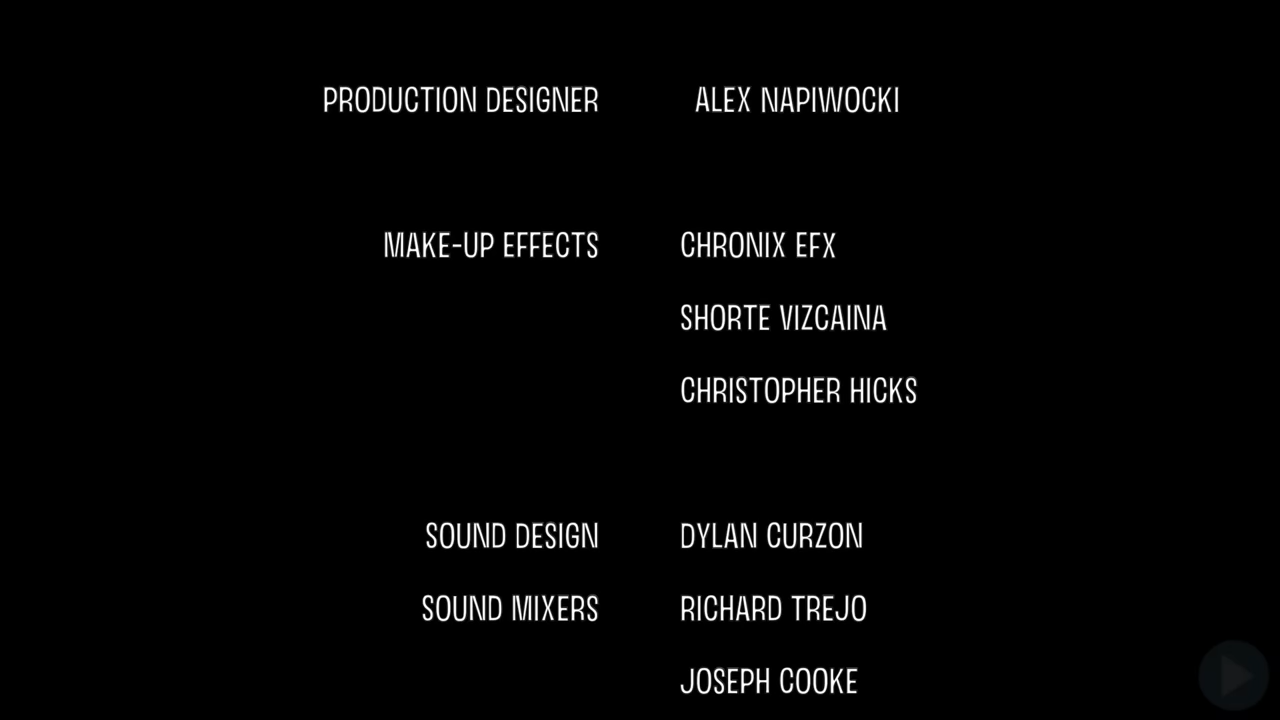 PRODUCTION DESIGNER ALEX NAPIWOCKI
MAKE-UP EFFECTS CHRONIX EFX
SHORTE VIZCAINA
CHRISTOPHER HICKS
SOUND DESIGN DYLAN CURZON
SOUND MIXERS RICHARD TREJO
JOSEPH COOKE